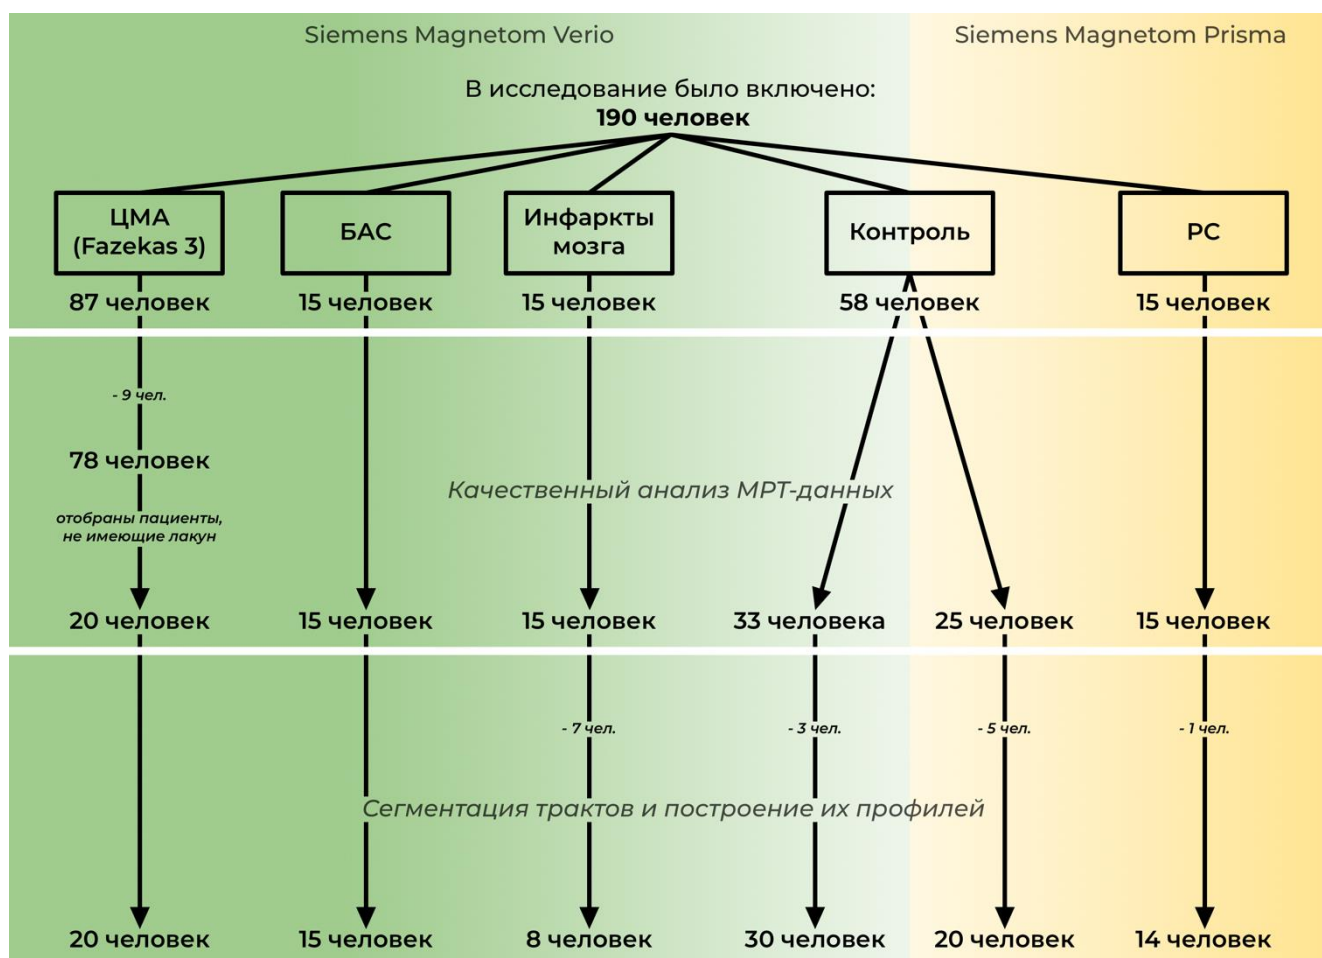 Siemens Magnetom Verio
Siemens Magnetom Prisma
В исследование было включено:
190 человек
ЦМА
(Fazekas 3)
БАС
Инфаркты
мозга
Контроль
РС
87 человек
15 человек
15 человек
58 человек
15 человек
- 9 чел.
78 человек
Качественный анализ МРТ-данных
отобраны пациенты,
не имеющие лакун
20 человек
15 человек
15 человек
33 человека
25 человек
15 человек
- 7 чел.
- 3 чел.
- 5 чел.
- 1 чел.
Сегментация трактов и построение их профилей
20 человек
15 человек
8 человек
30 человек
20 человек
14 человек